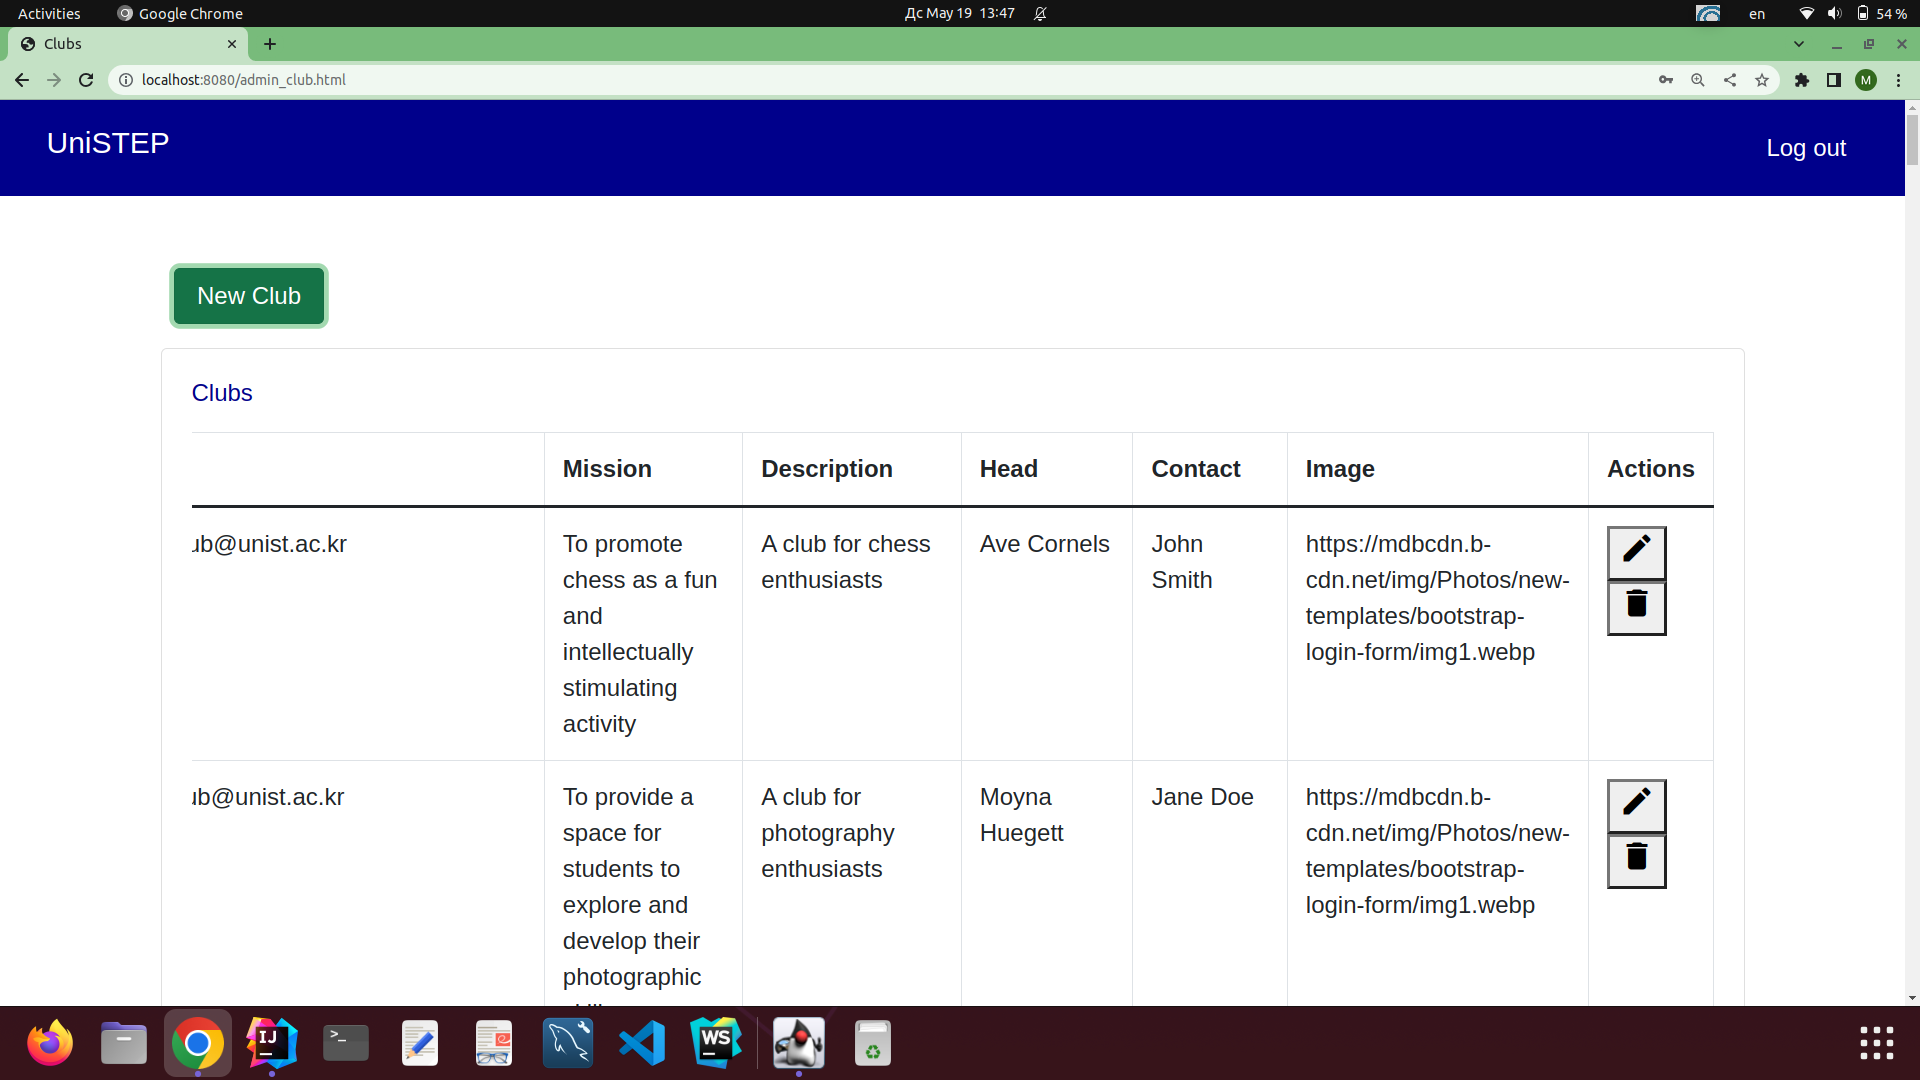 Activities
Google Chrome
Дс May 19 13:47
en
54 %
Clubs
localhost:8080/admin_club.html
M
UniSTEP
Log out
New Club
Clubs
Mission
Description
Head
Contact
Image
Actions
ub@unist.ac.kr
To promote
chess as a fun
and
intellectually
stimulating
activity
A club for chess
enthusiasts
Ave Cornels
John
Smith
https://mdbcdn.b-
cdn.net/img/Photos/new-
templates/bootstrap-
login-form/img1.webp
ub@unist.ac.kr
To provide a
space for
students to
explore and
develop their
photographic
A club for
photography
enthusiasts
Moyna
Huegett
Jane Doe
https://mdbcdn.b-
cdn.net/img/Photos/new-
templates/bootstrap-
login-form/img1.webp
IJ
>_
WS